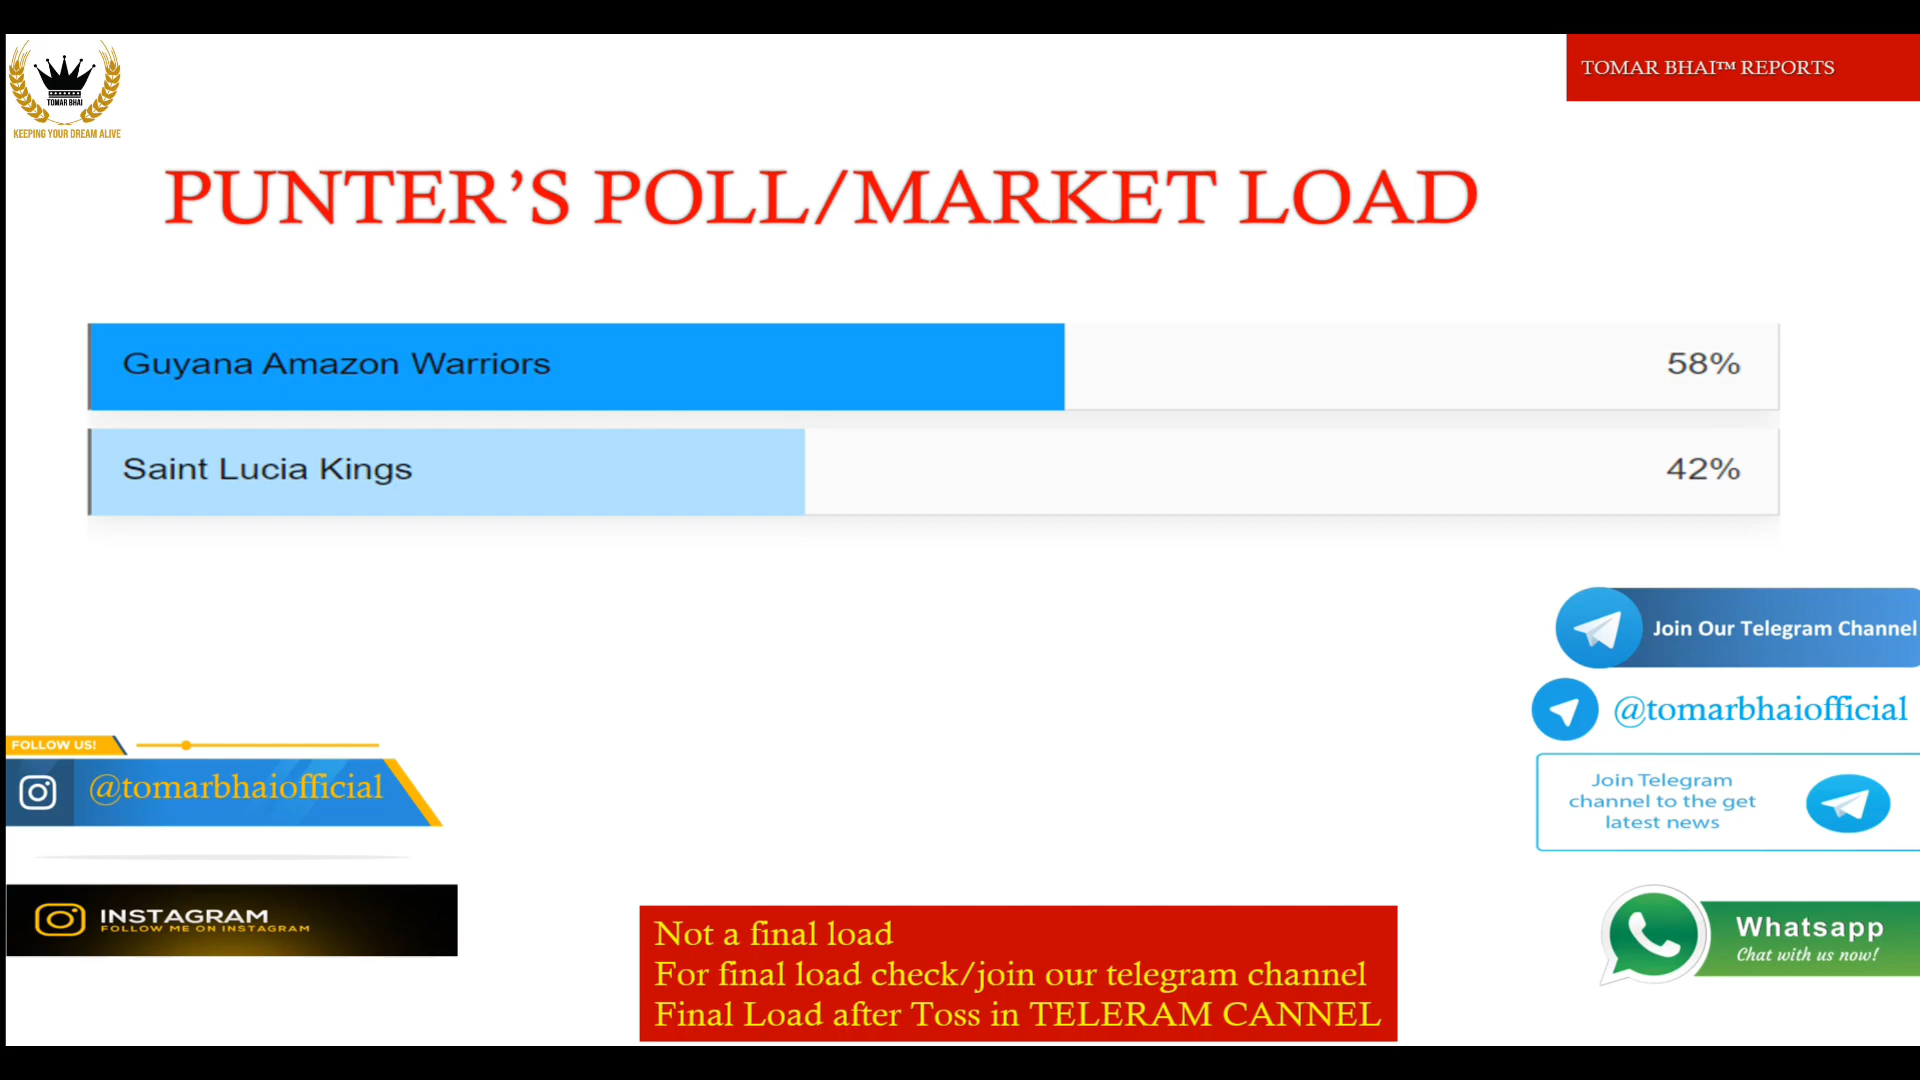 TOMAR BHAI
KEEPING YOUR DREAM ALIVE
TOMAR BHAI™ REPORTS
PUNTER’S POLL/MARKET LOAD
Guyana Amazon Warriors 58%
Saint Lucia Kings 42%
Join Our Telegram Channel
@tomarbhaiofficial
Join Telegram
channel to the get
latest news
FOLLOW US!
@tomarbhaiofficial
INSTAGRAM
FOLLOW ME ON INSTAGRAM
Not a final load
For final load check/join our telegram channel
Final Load after Toss in TELERAM CANNEL
Whatsapp
Chat with us now!